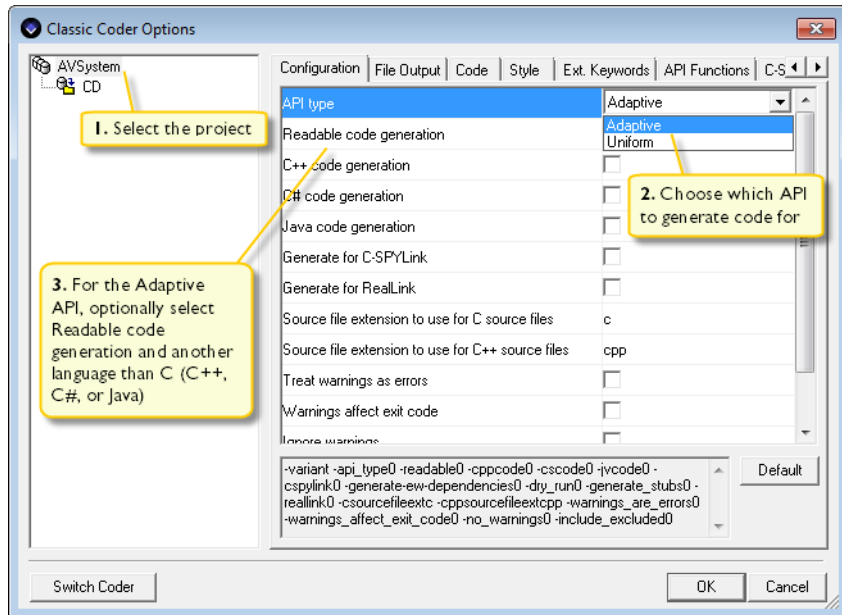 Classic Coder Options
AVSystem
CD
1. Select the project
Configuration
File Output
Code
Style
Ext. Keywords
API Functions
C-S
API type
Adaptive
Adaptive
Uniform
Readable code generation
C++ code generation
C# code generation
Java code generation
Generate for C-SPYLink
Generate for RealLink
Source file extension to use for C source files
c
Source file extension to use for C++ source files
cpp
Treat warnings as errors
Warnings affect exit code
Ignore warnings
2. Choose which API
to generate code for
3. For the Adaptive
API, optionally select
Readable code
generation and another
language than C (C++,
C#, or Java)
-variant -api_type0 -readable0 -cppcode0 -cscode0 -jvcode0 -
cspylink0 -generate-ew-dependencies0 -dry_run0 -generate_stubs0 -
reallink0 -csourcefileextc -cppsourcefileextcpp -warnings_are_errors0
-warnings_affect_exit_code0 -no_warnings0 -include_excluded0
Default
Switch Coder
OK
Cancel